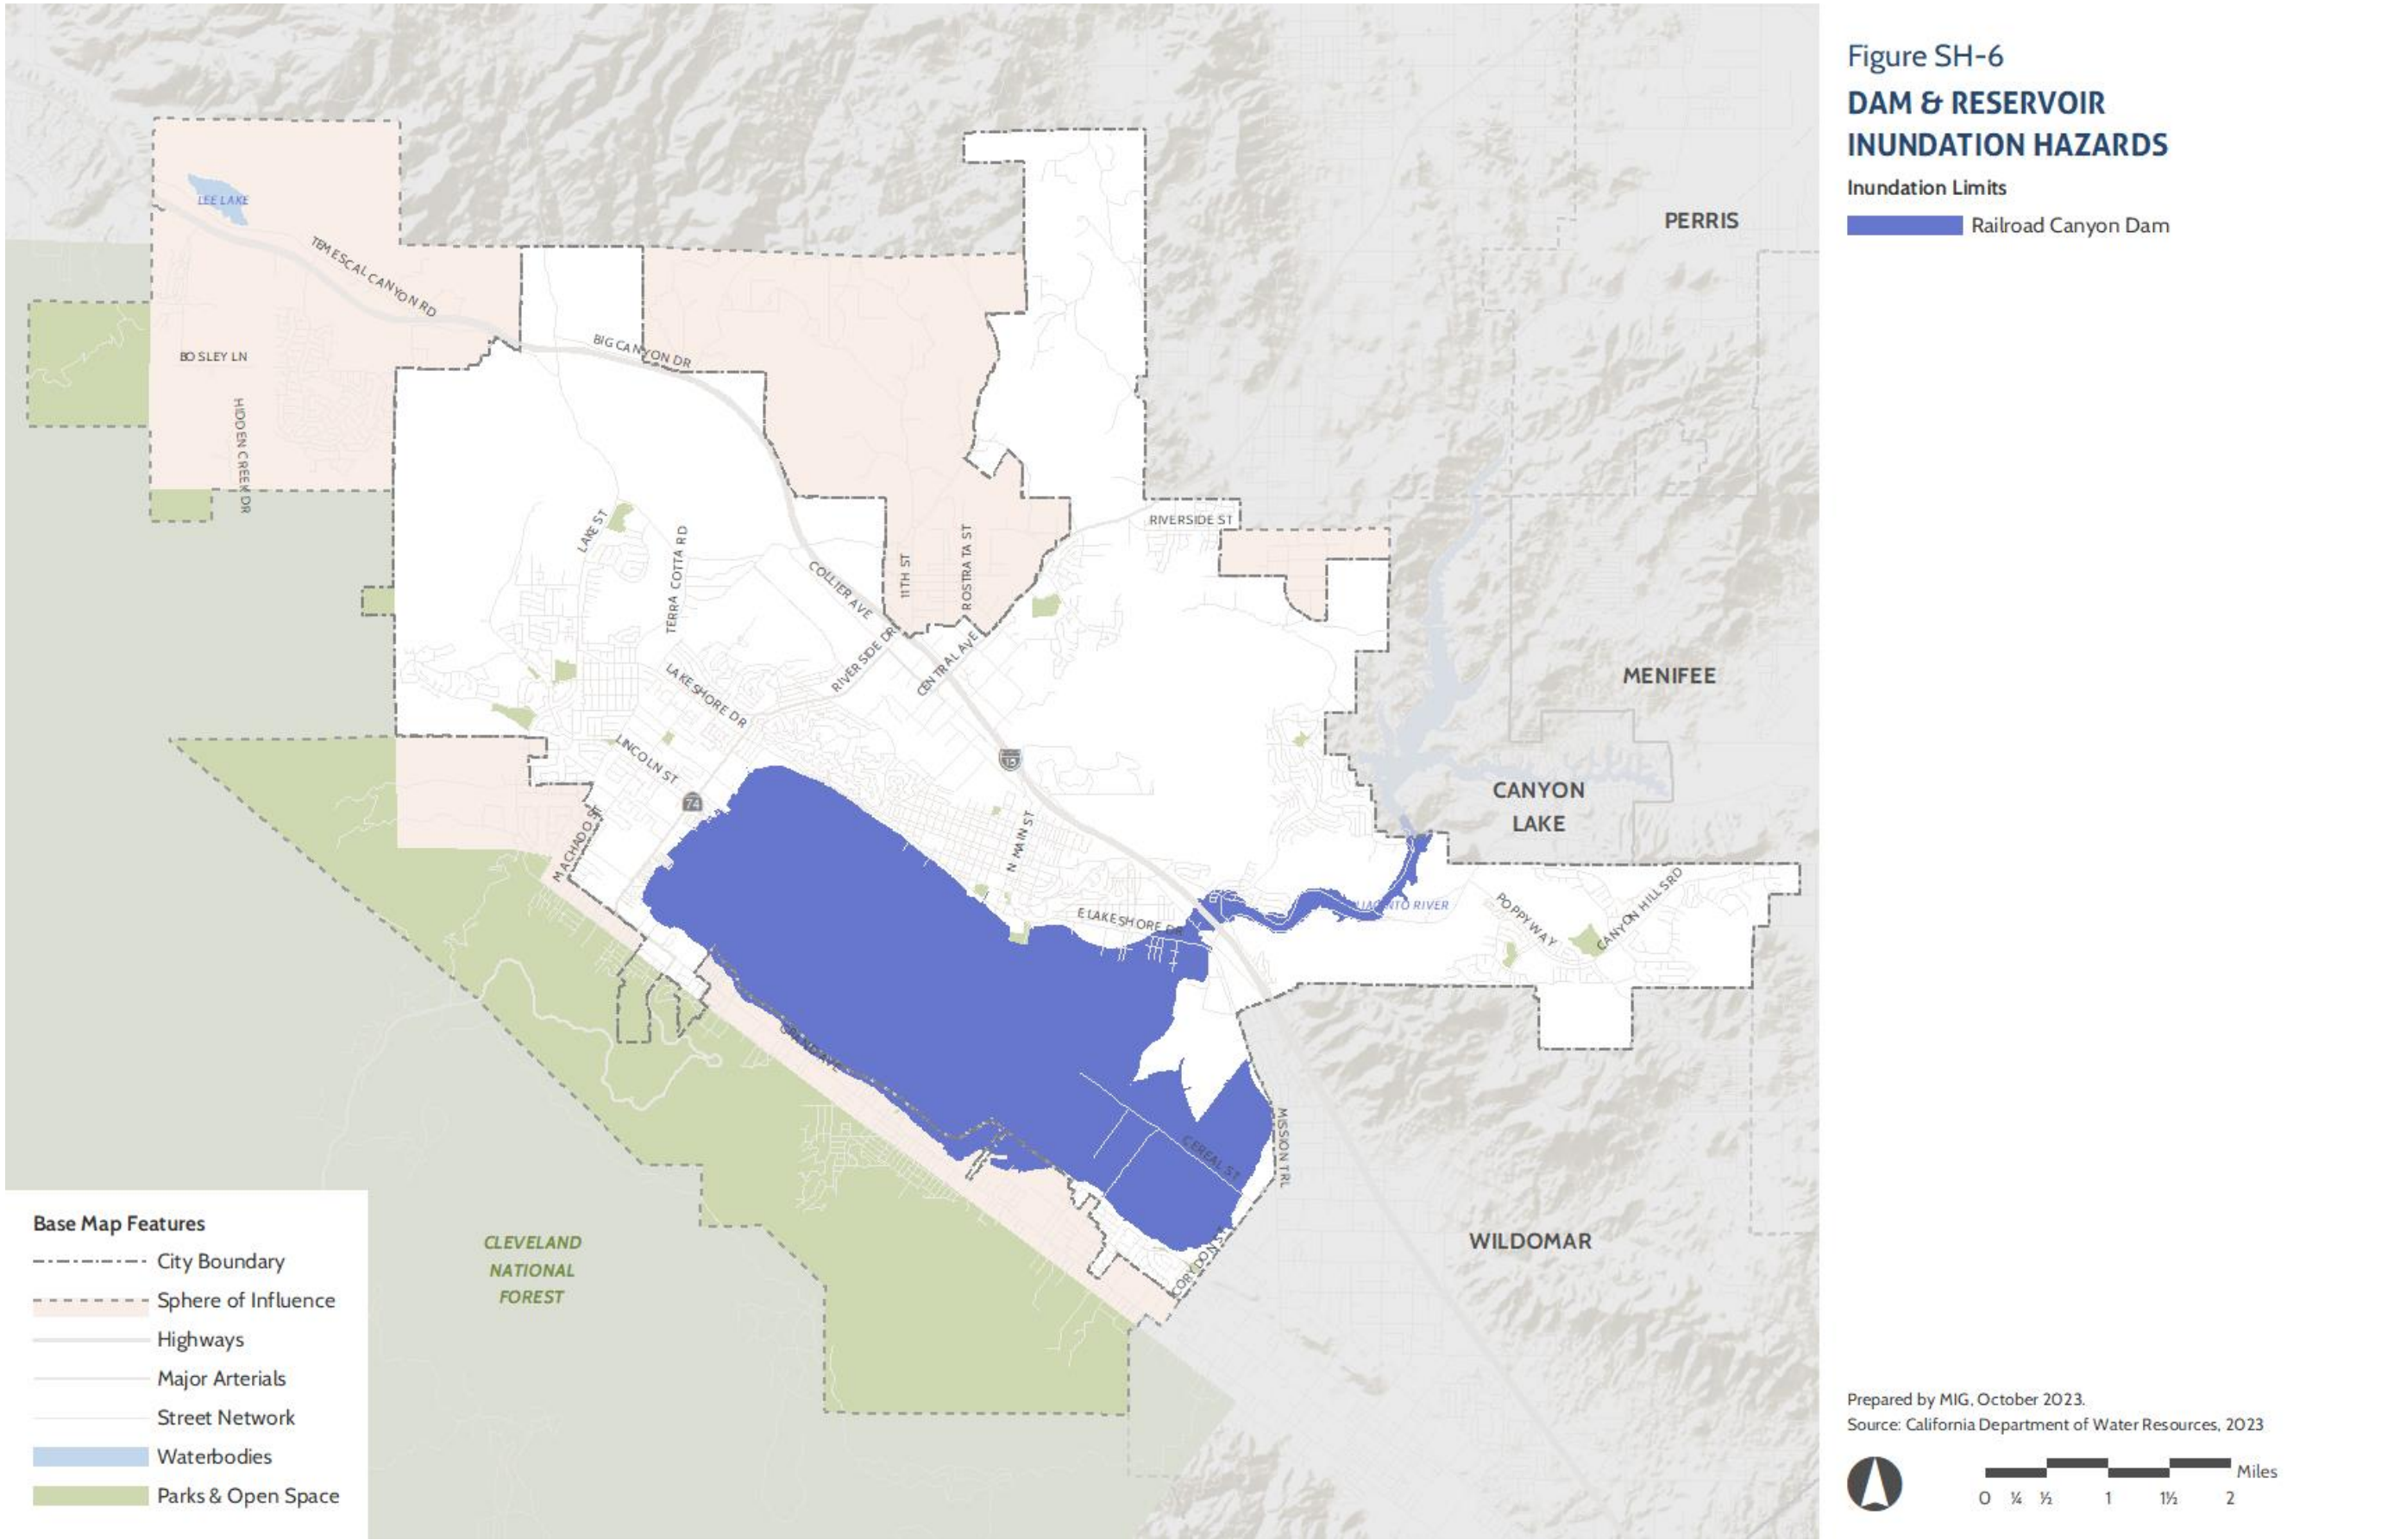 Figure SH-6
DAM & RESERVOIR
INUNDATION HAZARDS
Inundation Limits
Railroad Canyon Dam
PERRIS
LEE LAKE
TEMESCAL CANYON RD
BOSLEY LN
BIG CANYON DR
HIDDEN CREEK DR
LAKE ST
TERRA COTTA RD
COLLIER AVE
11TH ST
ROSTRATA ST
RIVERSIDE ST
RIVERSIDE DR
CENTRAL AVE
MENIFEE
LAKESHORE DR
LINCOLN ST
15
74
CANYON
LAKE
MACHADO ST
N MAIN ST
E LAKESHORE DR
RIVER
POPPY WAY
CANYON HILLS RD
GRAND AVE
CEREAL ST
MISSION TRL
CORYDON ST
WILDOMAR
CLEVELAND
NATIONAL
FOREST
Base Map Features
City Boundary
Sphere of Influence
Highways
Major Arterials
Street Network
Waterbodies
Parks & Open Space
Prepared by MIG, October 2023.
Source: California Department of Water Resources, 2023
Miles
0 ¼ ½ 1 1½ 2